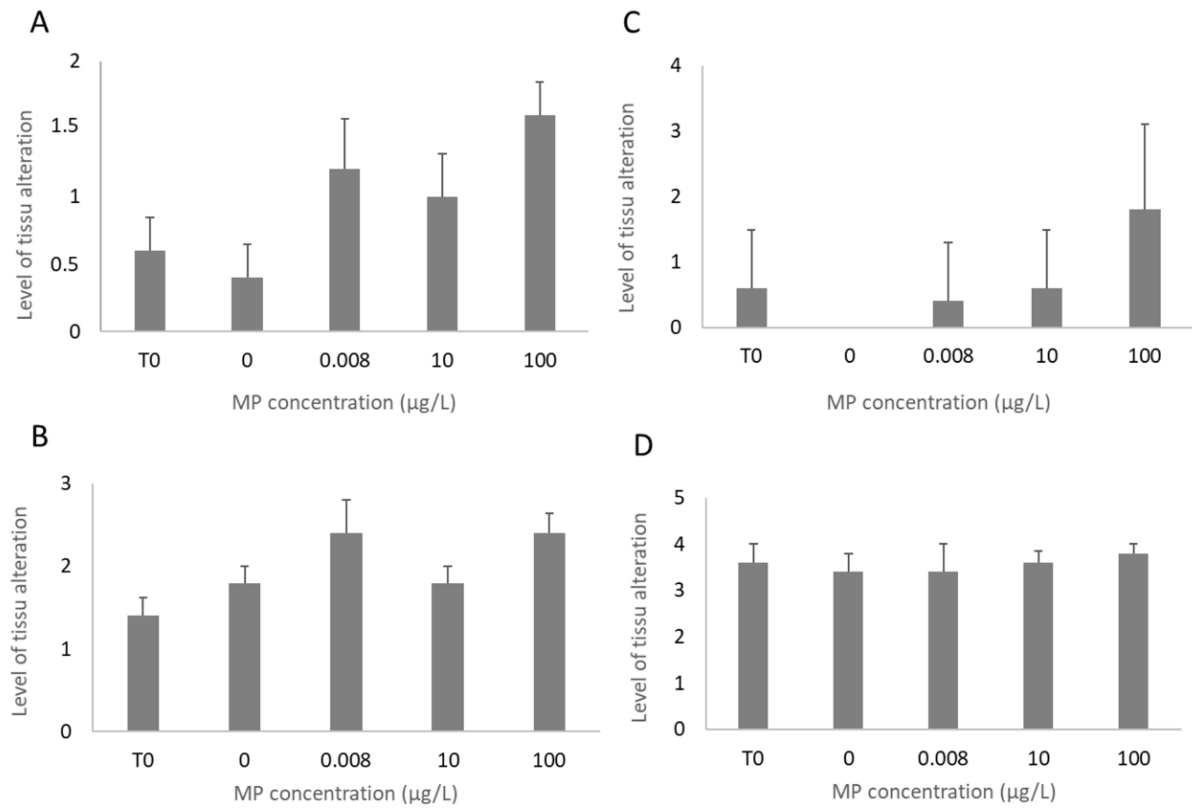 A
Level of tissu alteration
2
1.5
1
0.5
0
T0 0 0.008 10 100
MP concentration (µg/L)
C
Level of tissu alteration
4
3
2
1
0
T0 0 0.008 10 100
MP concentration (µg/L)
B
Level of tissu alteration
3
2
1
0
T0 0 0.008 10 100
MP concentration (µg/L)
D
Level of tissu alteration
5
4
3
2
1
0
T0 0 0.008 10 100
MP concentration (µg/L)